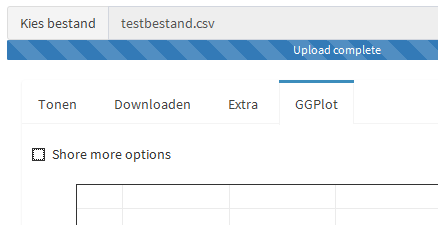 Kies bestand testbestand.csv
Upload complete
Tonen Downloaden Extra GGPlot
Shore more options